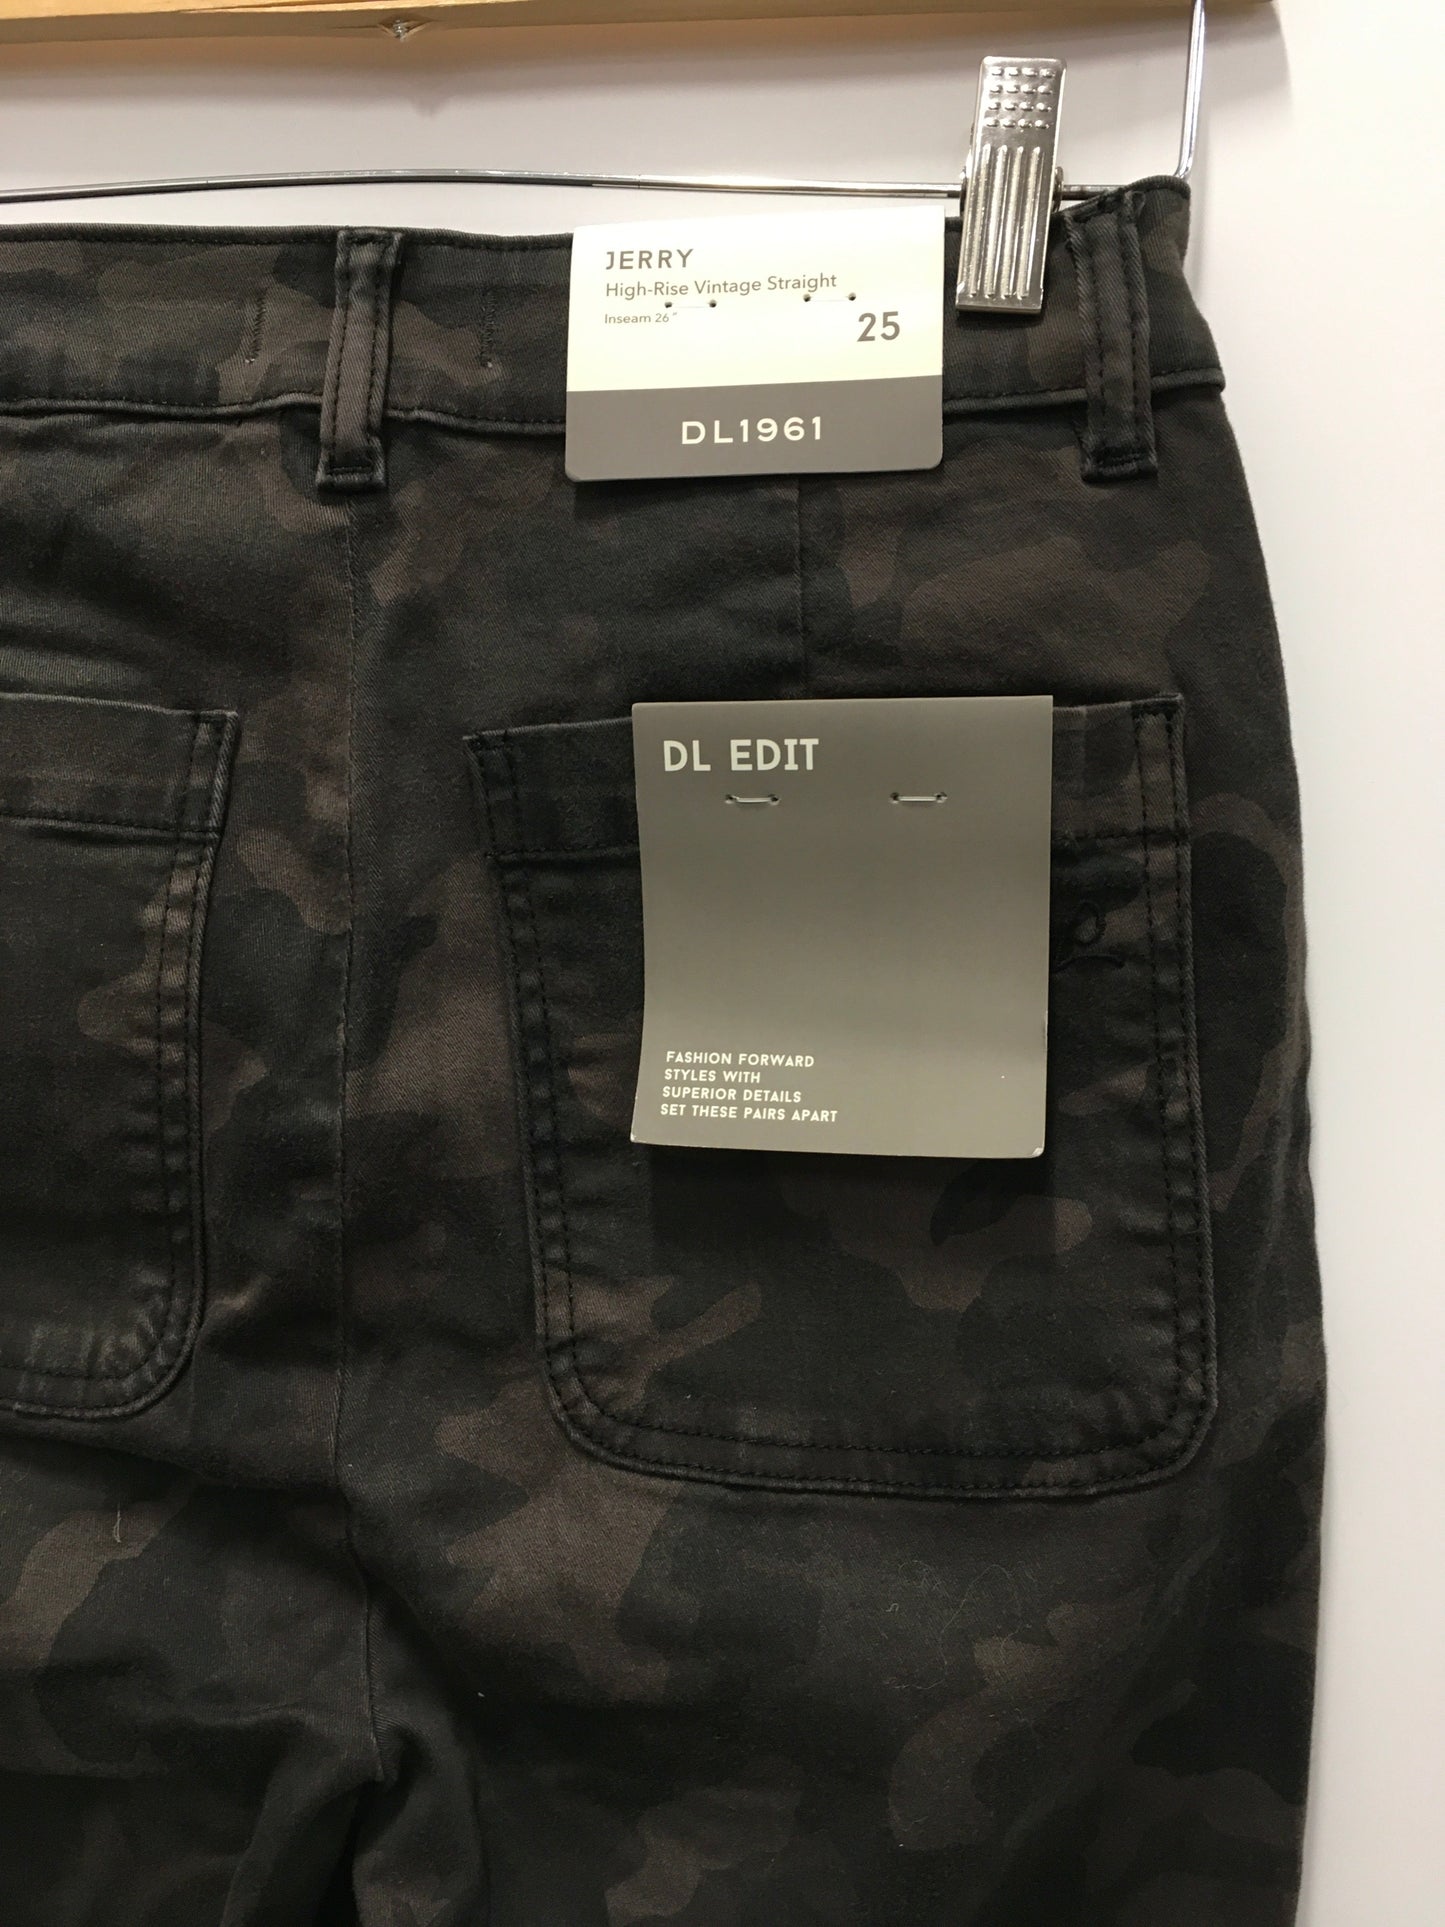 JERRY
High-Rise Vintage Straight
Inseam 26"
25
DL1961
DL EDIT
FASHION FORWARD
STYLES WITH
SUPERIOR DETAILS
SET THESE PAIRS APART